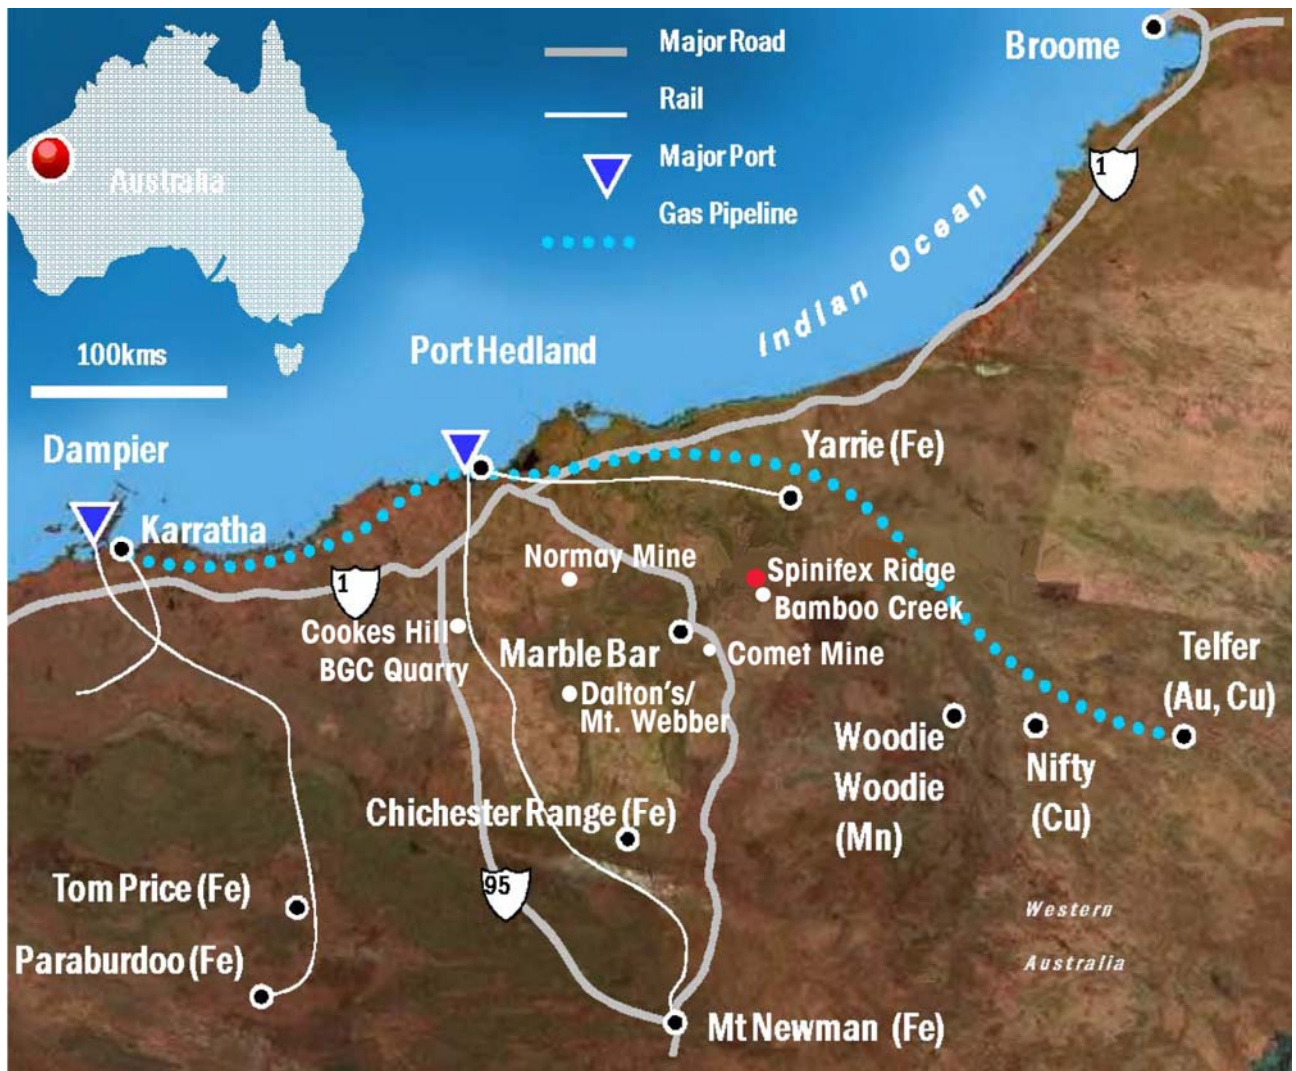 Major Road
Rail
Major Port
Gas Pipeline
Australia
Broome
1
Indian Ocean
100kms
Port Hedland
Dampier
Yarrie (Fe)
Karratha
Normay Mine
Spinifex Ridge
Bamboo Creek
1
Cookes Hill
BGC Quarry
Marble Bar
Comet Mine
Telfer
(Au, Cu)
Dalton's/
Mt. Webber
Woodie
Woodie
(Mn)
Nifty
(Cu)
Chichester Range (Fe)
95
Tom Price (Fe)
Western
Australia
Paraburdoo (Fe)
Mt Newman (Fe)